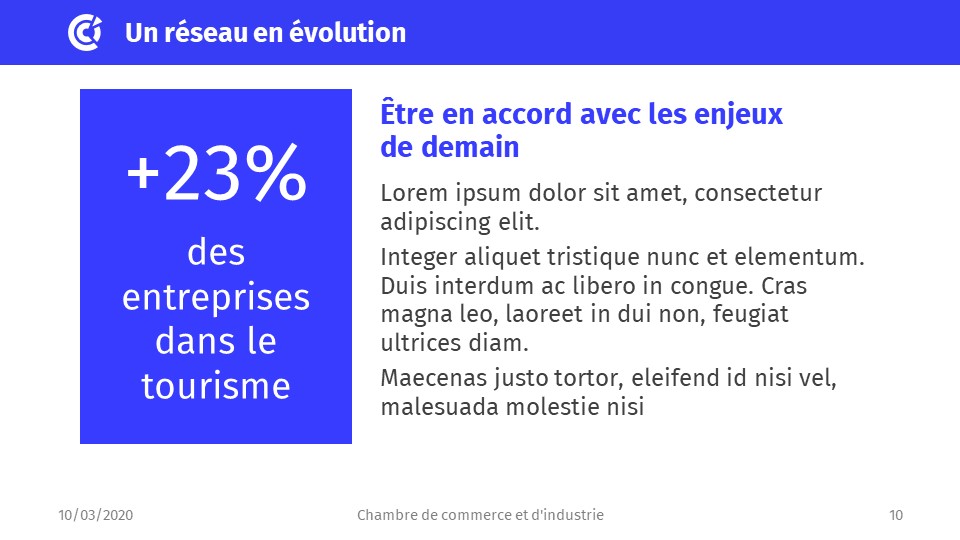 Un réseau en évolution
+23%
des
entreprises
dans le
tourisme
Être en accord avec les enjeux
de demain
Lorem ipsum dolor sit amet, consectetur
adipiscing elit.
Integer aliquet tristique nunc et elementum.
Duis interdum ac libero in congue. Cras
magna leo, laoreet in dui non, feugiat
ultrices diam.
Maecenas justo tortor, eleifend id nisi vel,
malesuada molestie nisi
10/03/2020
Chambre de commerce et d'industrie
10